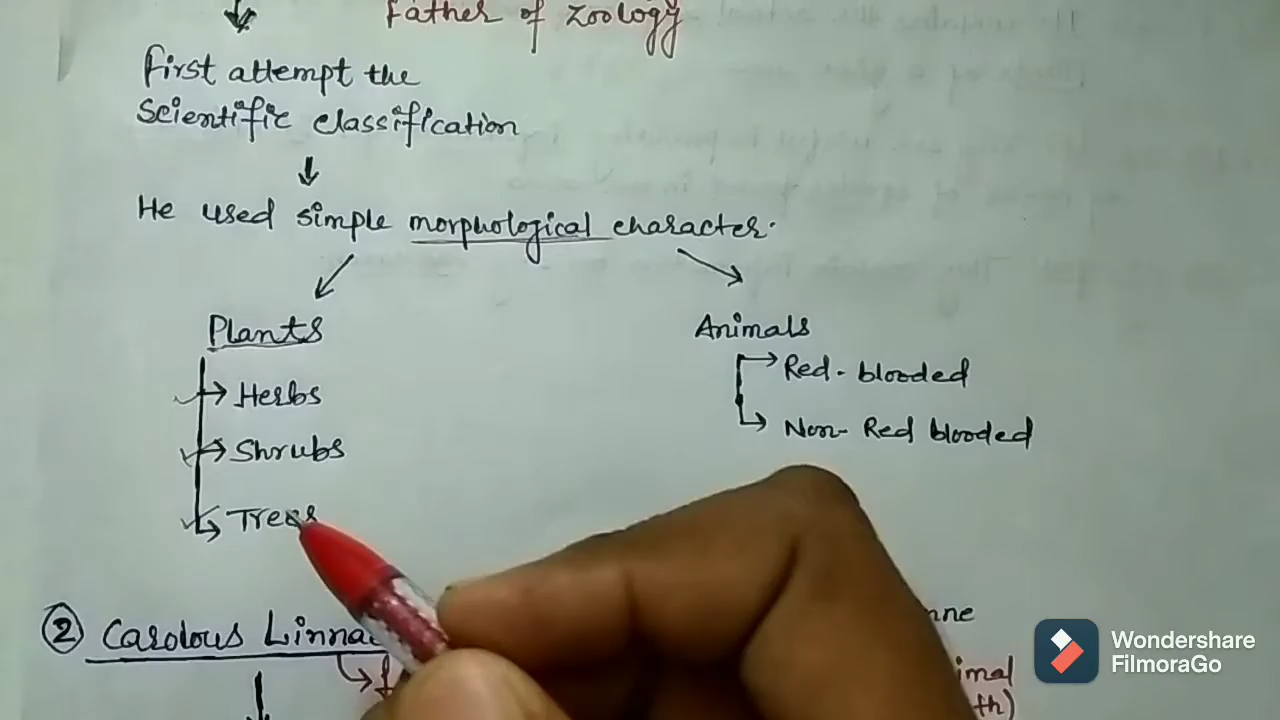 Father of Zoology
First attempt the
Scientific classification
He used simple morphological character.
Plants
Animals
Herbs
Red-blooded
Shrubs
Non-Red blooded
Trees
② Carolous
Wondershare
FilmoraGo